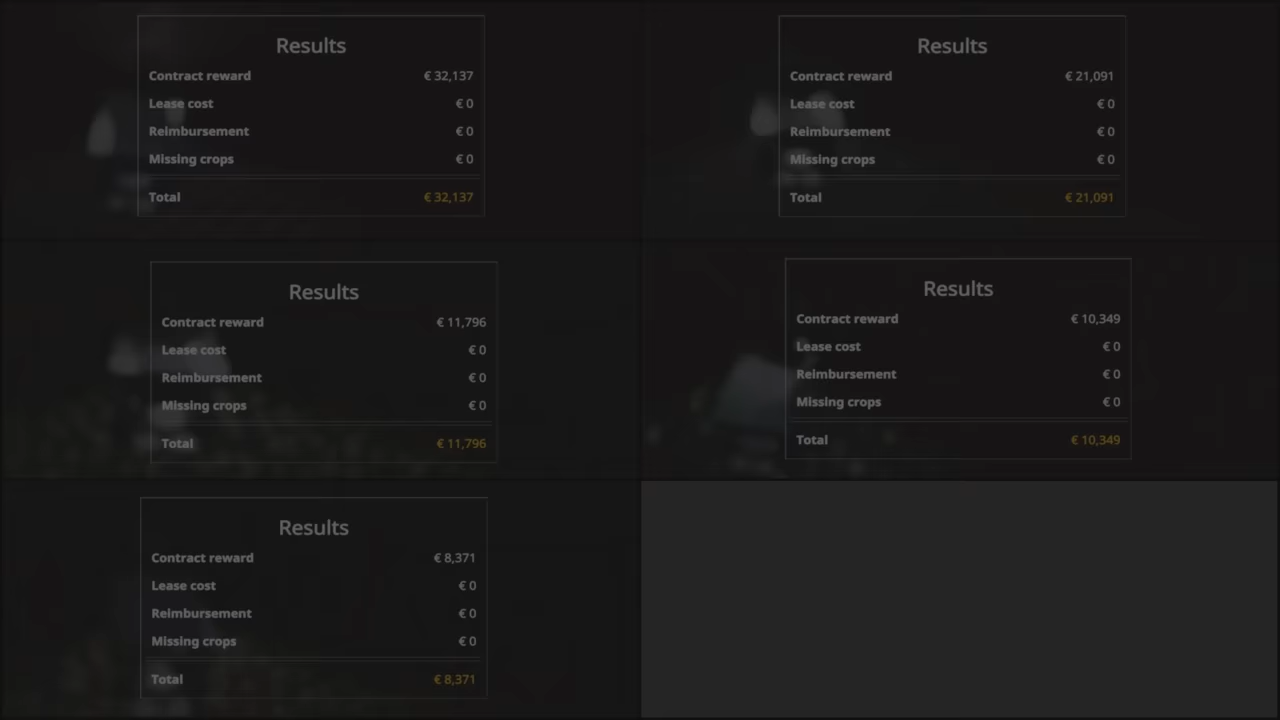 Results
Contract reward € 32,137
Lease cost € 0
Reimbursement € 0
Missing crops € 0
Total € 32,137
Results
Contract reward € 21,091
Lease cost € 0
Reimbursement € 0
Missing crops € 0
Total € 21,091
Results
Contract reward € 11,796
Lease cost € 0
Reimbursement € 0
Missing crops € 0
Total € 11,796
Results
Contract reward € 10,349
Lease cost € 0
Reimbursement € 0
Missing crops € 0
Total € 10,349
Results
Contract reward € 8,371
Lease cost € 0
Reimbursement € 0
Missing crops € 0
Total € 8,371